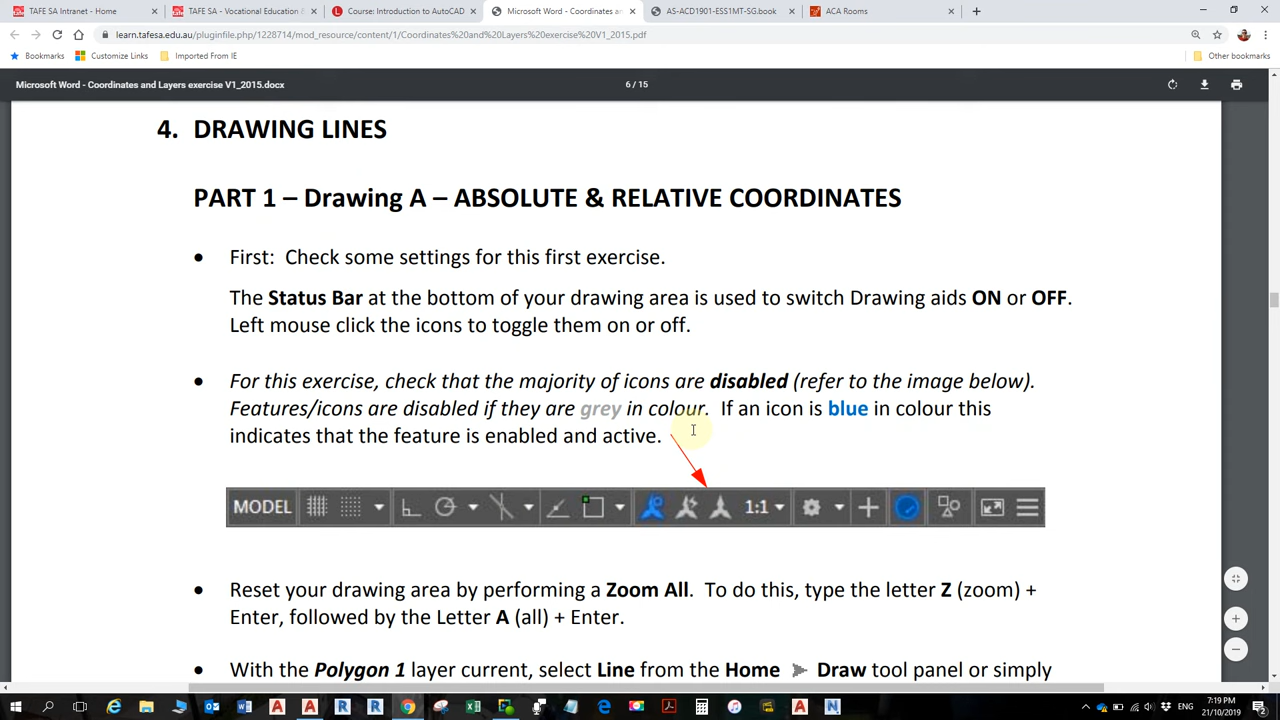 TAFE SA Intranet - Home
TAFE SA - Vocational Education &
Course: Introduction to AutoCAD
Microsoft Word - Coordinates an
AS-ACD1901-ESS1MT-SG.book
ACA Rooms
learn.tafesa.edu.au/pluginfile.php/1228714/mod_resource/content/1/Coordinates%20and%20Layers%20exercise%20V1_2015.pdf
Bookmarks
Customize Links
Imported From IE
Other bookmarks
Microsoft Word - Coordinates and Layers exercise V1_2015.docx
6 / 15
4. DRAWING LINES
PART 1 – Drawing A – ABSOLUTE & RELATIVE COORDINATES
• First: Check some settings for this first exercise.
The Status Bar at the bottom of your drawing area is used to switch Drawing aids ON or OFF.
Left mouse click the icons to toggle them on or off.
• For this exercise, check that the majority of icons are disabled (refer to the image below).
Features/icons are disabled if they are grey in colour. If an icon is blue in colour this
indicates that the feature is enabled and active.
MODEL
1:1
• Reset your drawing area by performing a Zoom All. To do this, type the letter Z (zoom) +
Enter, followed by the Letter A (all) + Enter.
• With the Polygon 1 layer current, select Line from the Home ➤ Draw tool panel or simply
ENG
7:19 PM
21/10/2019